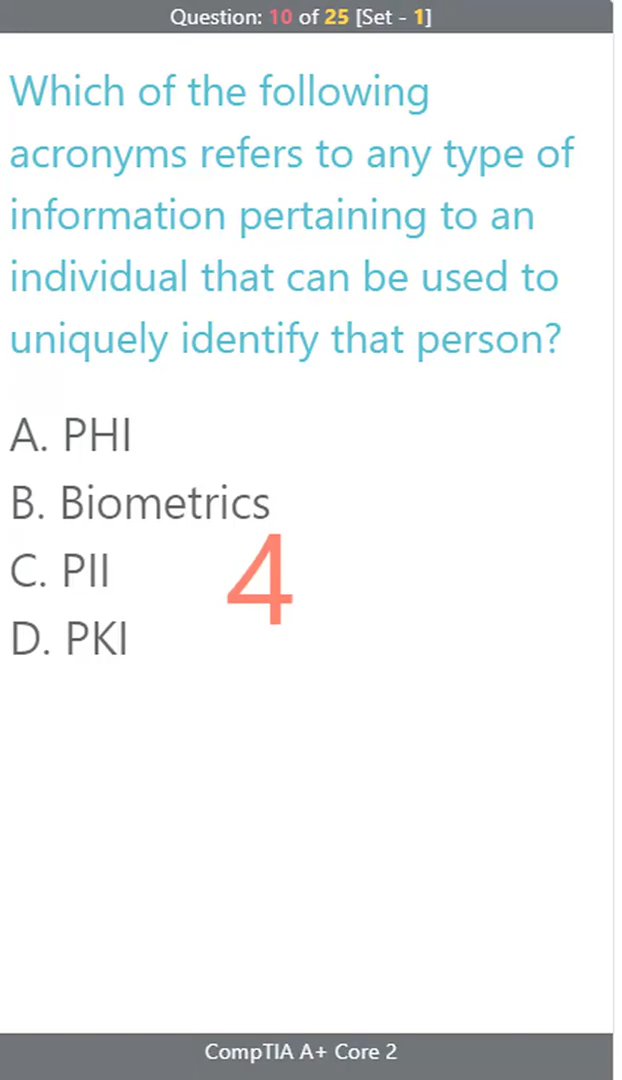 Question: 10 of 25 [Set - 1]
Which of the following
acronyms refers to any type of
information pertaining to an
individual that can be used to
uniquely identify that person?
A. PHI
B. Biometrics
C. PII
4
D. PKI
CompTIA A+ Core 2